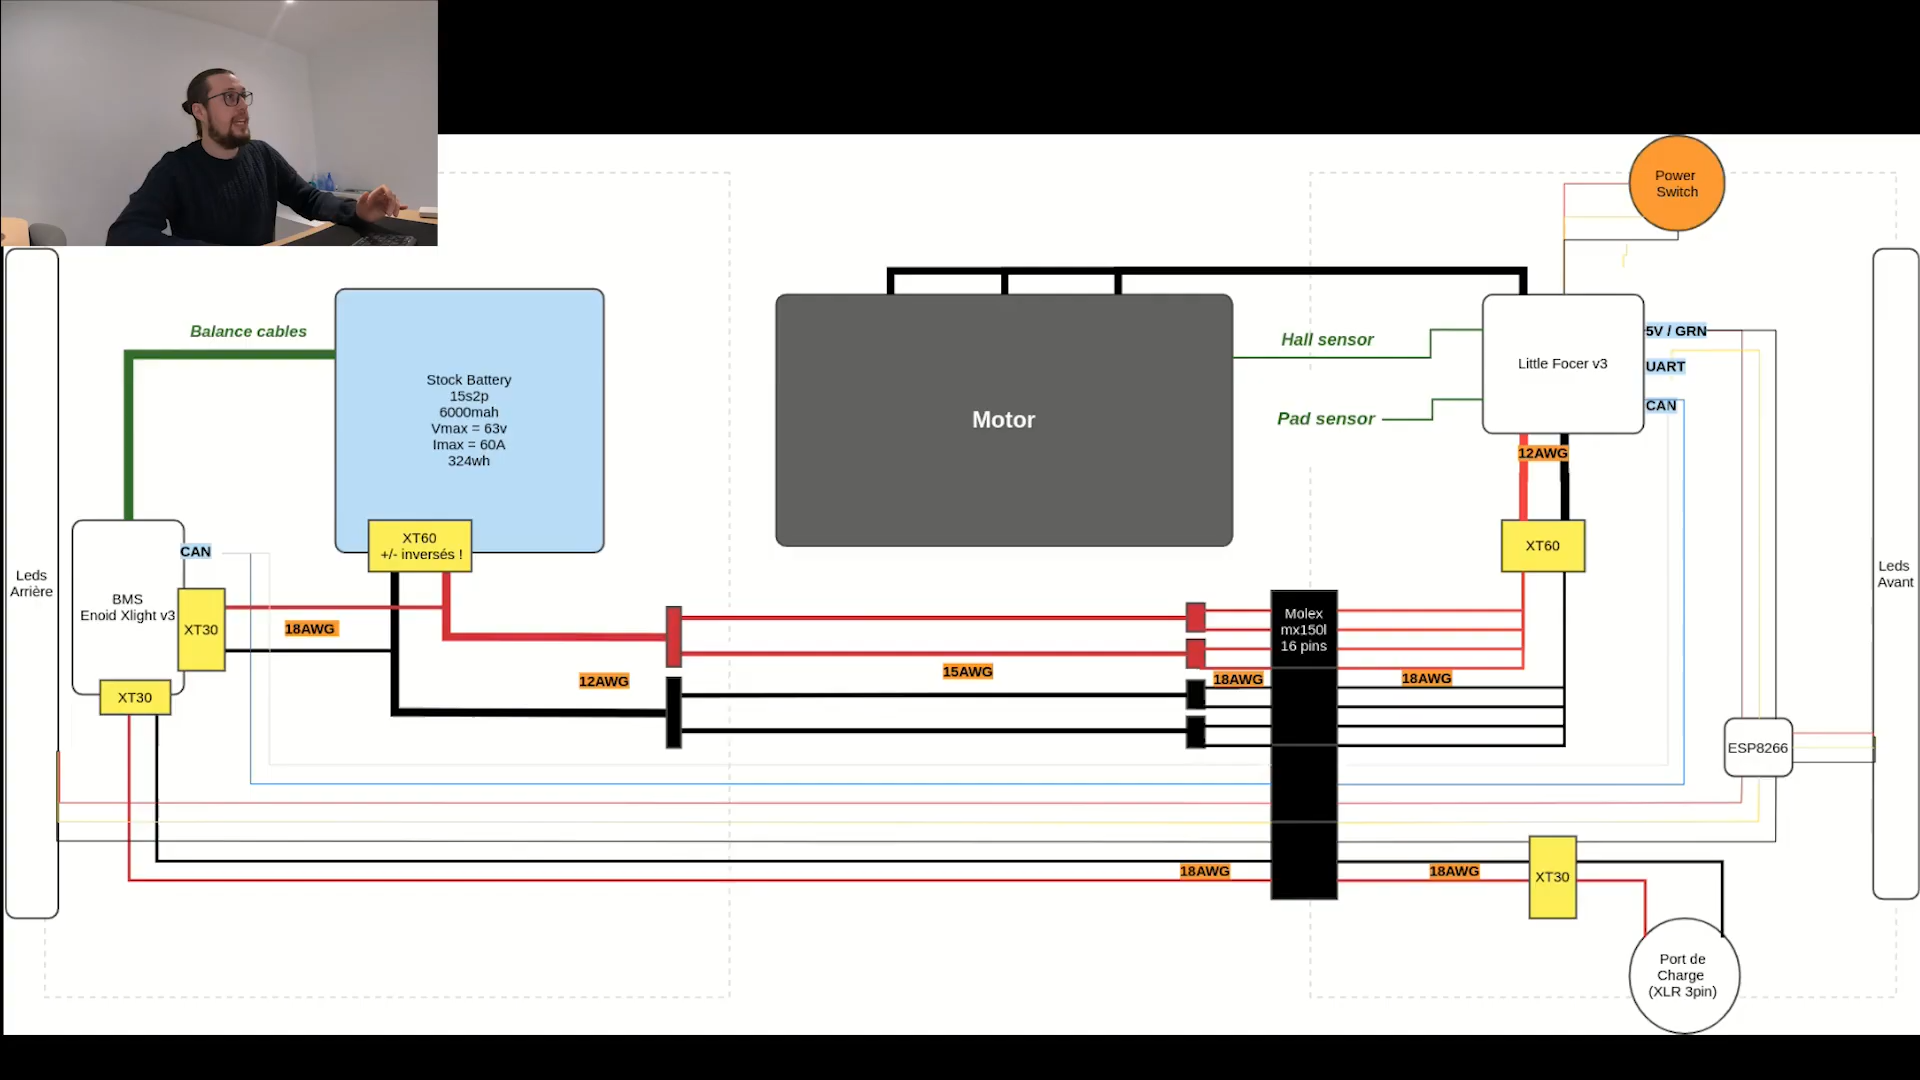 Power
Switch
Balance cables
Stock Battery
15s2p
6000mah
Vmax = 63v
Imax = 60A
324wh
Motor
Hall sensor
Pad sensor
Little Focer v3
5V / GRN
UART
CAN
12AWG
XT60
+/- inversés !
XT60
CAN
Leds
Arrière
BMS
Enoid Xlight v3
XT30
18AWG
XT30
12AWG
15AWG
Molex
mx150l
16 pins
18AWG
18AWG
Leds
Avant
ESP8266
18AWG
18AWG
XT30
Port de
Charge
(XLR 3pin)